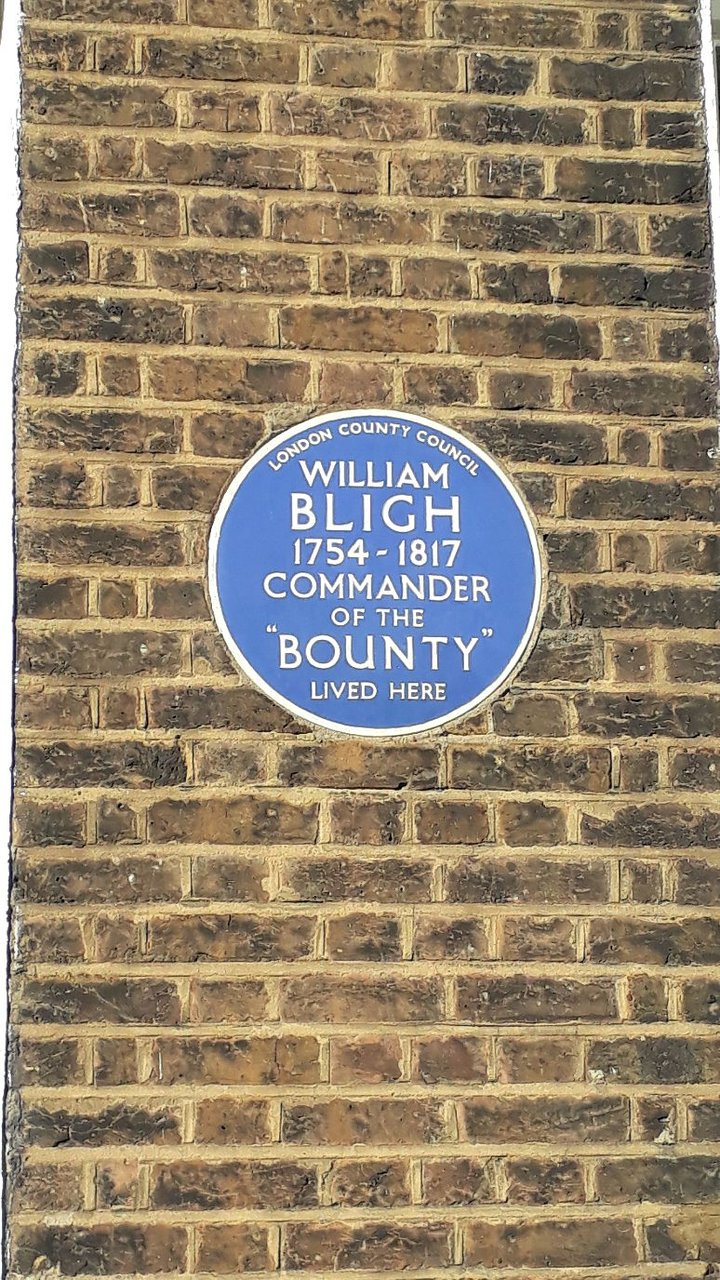 LONDON COUNTY COUNCIL
WILLIAM
BLIGH
1754-1817
COMMANDER
OF THE
"BOUNTY"
LIVED HERE